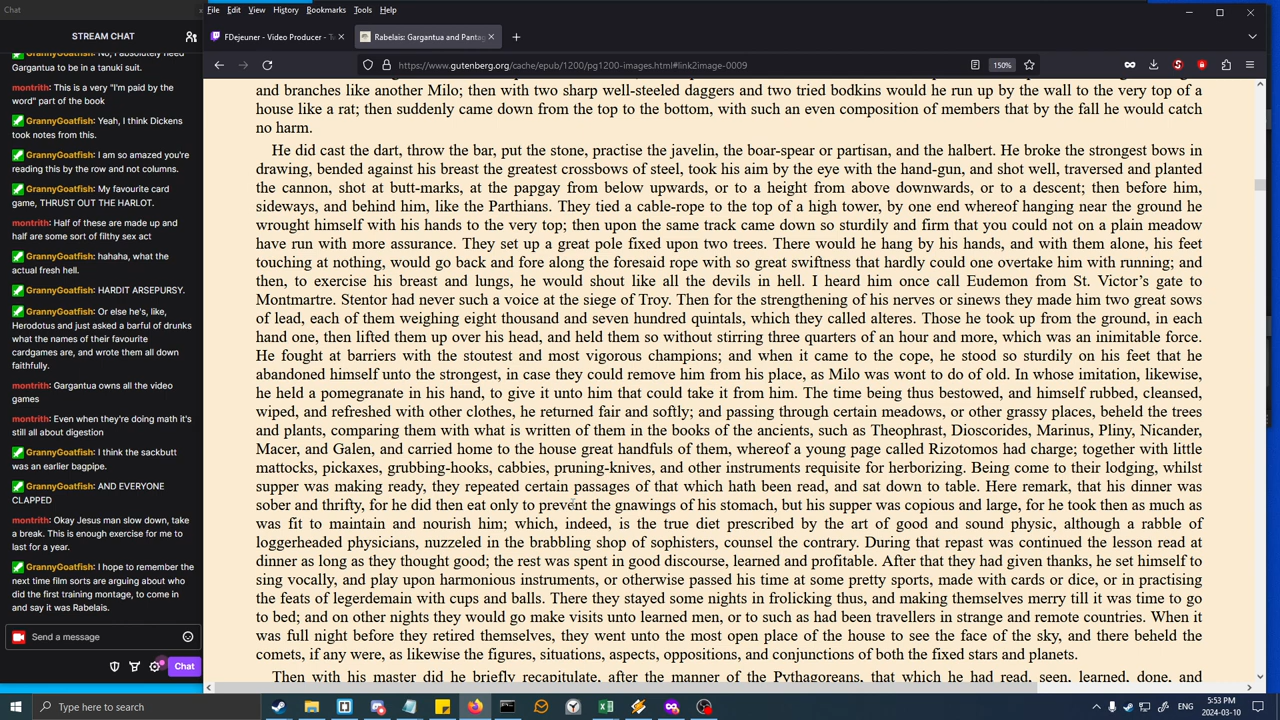 Chat
File Edit View History Bookmarks Tools Help
STREAM CHAT
FDejeuner - Video Producer - Tw
Rabelais: Gargantua and Pantag
https://www.gutenberg.org/cache/epub/1200/pg1200-images.html#link2image-0009
150%
GrannyGoatfish: No, I absolutely need
Gargantua to be in a tanuki suit.
montrith: This is a very "I'm paid by the
word" part of the book
GrannyGoatfish: Yeah, I think Dickens
took notes from this.
GrannyGoatfish: I am so amazed you're
reading this by the row and not columns.
GrannyGoatfish: My favourite card
game, THRUST OUT THE HARLOT.
montrith: Half of these are made up and
half are some sort of filthy sex act
GrannyGoatfish: hahaha, what the
actual fresh hell.
GrannyGoatfish: HARDIT ARSEPURSY.
GrannyGoatfish: Or else he's, like,
Herodotus and just asked a barful of drunks
what the names of their favourite
cardgames are, and wrote them all down
faithfully.
montrith: Gargantua owns all the video
games
montrith: Even when they're doing math it's
still all about digestion
GrannyGoatfish: I think the sackbutt
was an earlier bagpipe.
GrannyGoatfish: AND EVERYONE
CLAPPED
montrith: Okay Jesus man slow down, take
a break. This is enough exercise for me to
last for a year.
GrannyGoatfish: I hope to remember the
next time film sorts are arguing about who
did the first training montage, to come in
and say it was Rabelais.
Send a message
Chat
and branches like another Milo; then with two sharp well-steeled daggers and two tried bodkins would he run up by the wall to the very top of a
house like a rat; then suddenly came down from the top to the bottom, with such an even composition of members that by the fall he would catch
no harm.
He did cast the dart, throw the bar, put the stone, practise the javelin, the boar-spear or partisan, and the halbert. He broke the strongest bows in
drawing, bended against his breast the greatest crossbows of steel, took his aim by the eye with the hand-gun, and shot well, traversed and planted
the cannon, shot at butt-marks, at the papgay from below upwards, or to a height from above downwards, or to a descent; then before him,
sideways, and behind him, like the Parthians. They tied a cable-rope to the top of a high tower, by one end whereof hanging near the ground he
wrought himself with his hands to the very top; then upon the same track came down so sturdily and firm that you could not on a plain meadow
have run with more assurance. They set up a great pole fixed upon two trees. There would he hang by his hands, and with them alone, his feet
touching at nothing, would go back and fore along the foresaid rope with so great swiftness that hardly could one overtake him with running; and
then, to exercise his breast and lungs, he would shout like all the devils in hell. I heard him once call Eudemon from St. Victor's gate to
Montmartre. Stentor had never such a voice at the siege of Troy. Then for the strengthening of his nerves or sinews they made him two great sows
of lead, each of them weighing eight thousand and seven hundred quintals, which they called alteres. Those he took up from the ground, in each
hand one, then lifted them up over his head, and held them so without stirring three quarters of an hour and more, which was an inimitable force.
He fought at barriers with the stoutest and most vigorous champions; and when it came to the cope, he stood so sturdily on his feet that he
abandoned himself unto the strongest, in case they could remove him from his place, as Milo was wont to do of old. In whose imitation, likewise,
he held a pomegranate in his hand, to give it unto him that could take it from him. The time being thus bestowed, and himself rubbed, cleansed,
wiped, and refreshed with other clothes, he returned fair and softly; and passing through certain meadows, or other grassy places, beheld the trees
and plants, comparing them with what is written of them in the books of the ancients, such as Theophrast, Dioscorides, Marinus, Pliny, Nicander,
Macer, and Galen, and carried home to the house great handfuls of them, whereof a young page called Rizotomos had charge; together with little
mattocks, pickaxes, grubbing-hooks, cabbies, pruning-knives, and other instruments requisite for herborizing. Being come to their lodging, whilst
supper was making ready, they repeated certain passages of that which hath been read, and sat down to table. Here remark, that his dinner was
sober and thrifty, for he did then eat only to prevent the gnawings of his stomach, but his supper was copious and large, for he took then as much as
was fit to maintain and nourish him; which, indeed, is the true diet prescribed by the art of good and sound physic, although a rabble of
loggerheaded physicians, nuzzeled in the brabbling shop of sophisters, counsel the contrary. During that repast was continued the lesson read at
dinner as long as they thought good; the rest was spent in good discourse, learned and profitable. After that they had given thanks, he set himself to
sing vocally, and play upon harmonious instruments, or otherwise passed his time at some pretty sports, made with cards or dice, or in practising
the feats of legerdemain with cups and balls. There they stayed some nights in frolicking thus, and making themselves merry till it was time to go
to bed; and on other nights they would go make visits unto learned men, or to such as had been travellers in strange and remote countries. When it
was full night before they retired themselves, they went unto the most open place of the house to see the face of the sky, and there beheld the
comets, if any were, as likewise the figures, situations, aspects, oppositions, and conjunctions of both the fixed stars and planets.
Then with his master did he briefly recapitulate, after the manner of the Pythagoreans, that which he had read, seen, learned, done, and
Type here to search
ENG
5:53 PM
2024-03-10